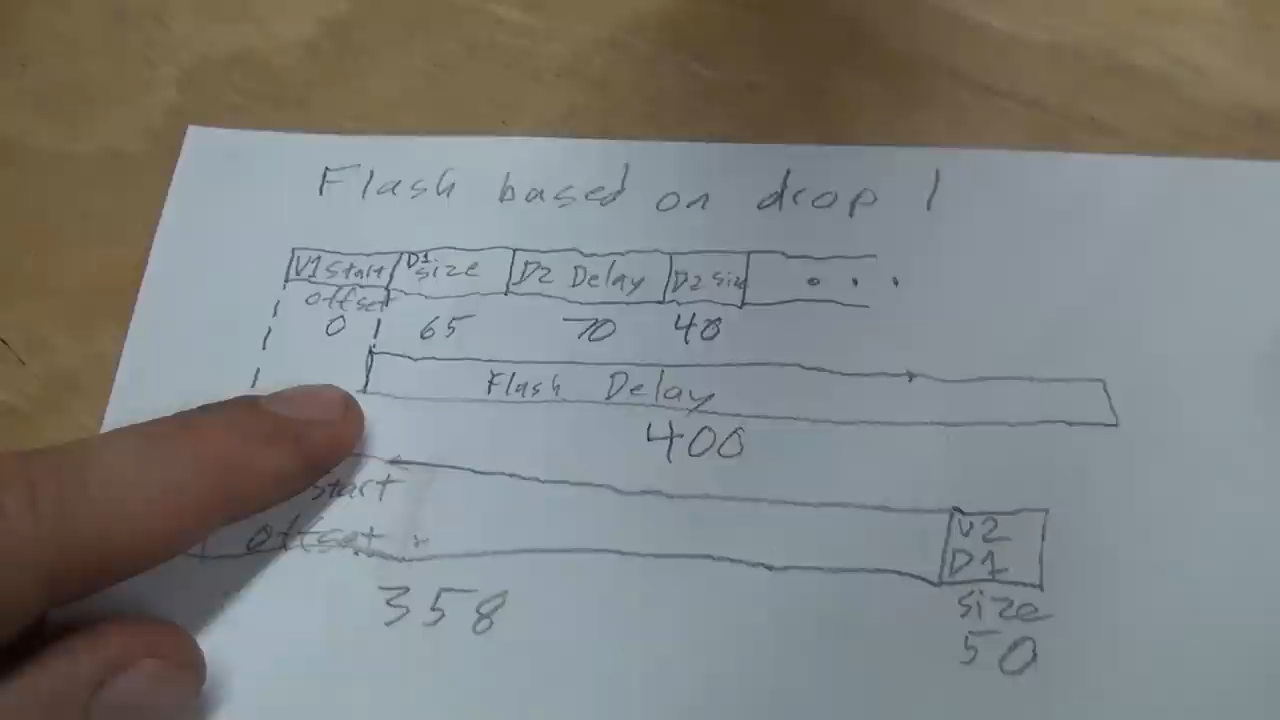 Flash based on drop 1
V1 Start D1 size D2 Delay D2 Size . . .
offset
0 65 70 40
Flash Delay
400
Start V2
offset D1
358 size
50